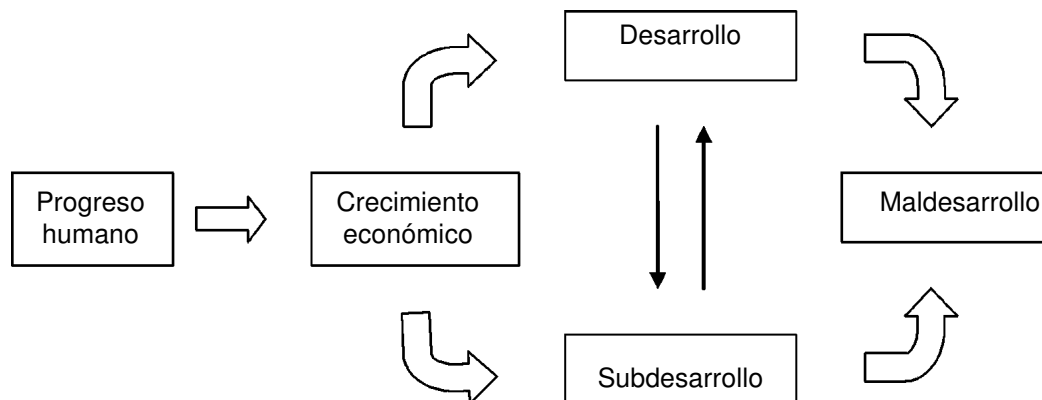 Desarrollo
Progreso
humano
Crecimiento
económico
Maldesarrollo
Subdesarrollo